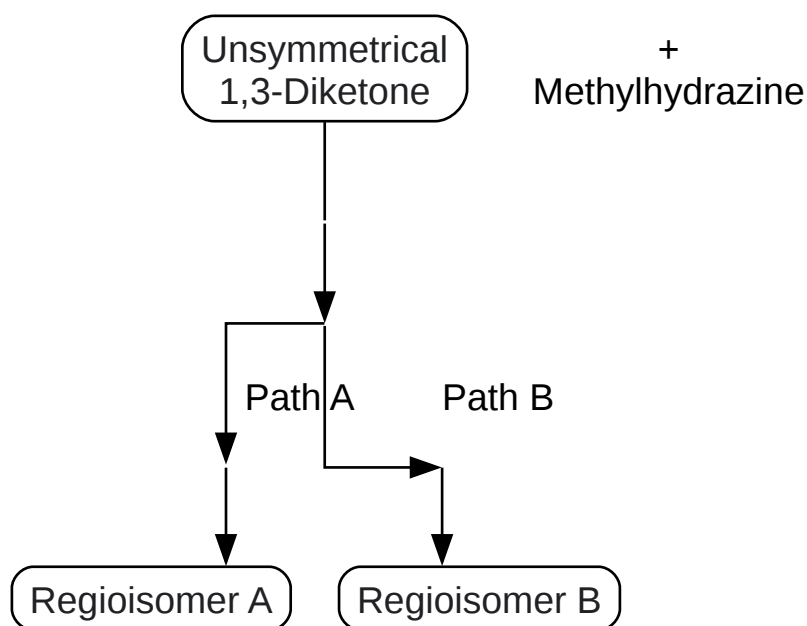 Unsymmetrical
1,3-Diketone
+
Methylhydrazine
Path A
Path B
Regioisomer A
Regioisomer B